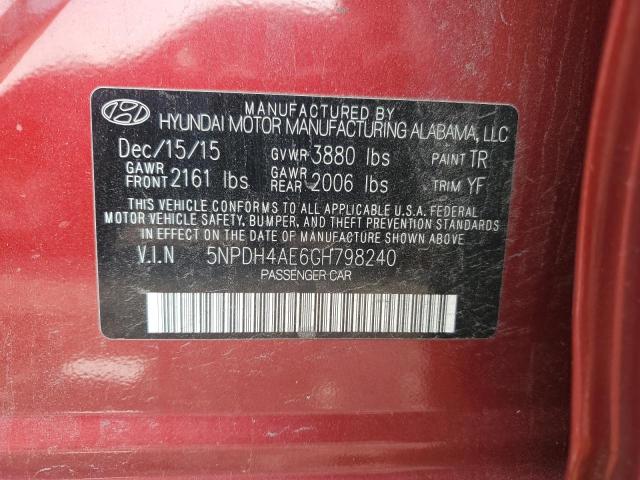 MANUFACTURED BY
HYUNDAI MOTOR MANUFACTURING ALABAMA, LLC
Dec/15/15 GVWR 3880 lbs PAINT TR
GAWR FRONT 2161 lbs GAWR REAR 2006 lbs TRIM YF
THIS VEHICLE CONFORMS TO ALL APPLICABLE U.S.A. FEDERAL
MOTOR VEHICLE SAFETY, BUMPER, AND THEFT PREVENTION STANDARDS
IN EFFECT ON THE DATE OF MANUFACTURE SHOWN ABOVE.
V.I.N 5NPDH4AE6GH798240
PASSENGER CAR